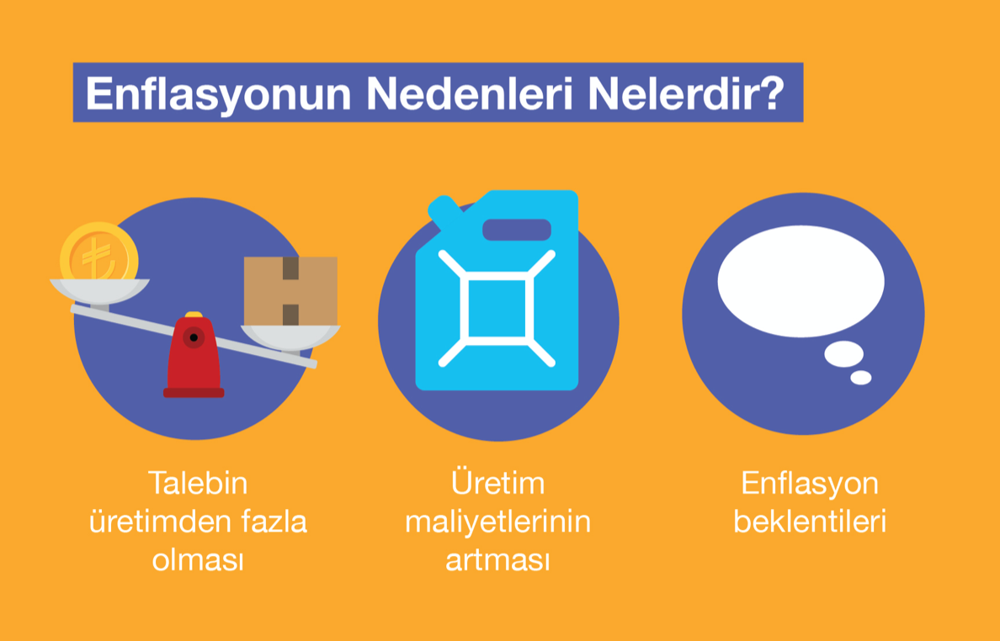 Enflasyonun Nedenleri Nelerdir?
Talebin
üretimden fazla
olması
Üretim
maliyetlerinin
artması
Enflasyon
beklentileri